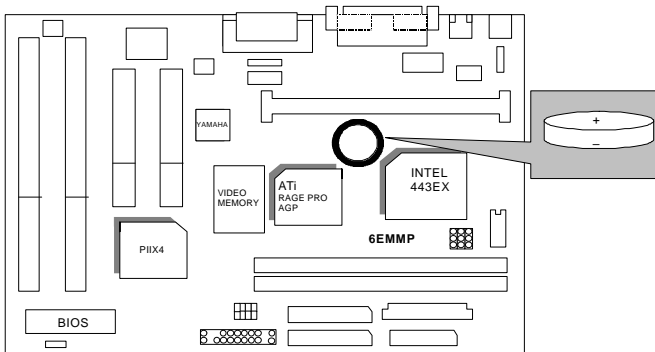 +
–
YAMAHA
INTEL
443EX
VIDEO
MEMORY
ATi
RAGE PRO
AGP
6EMMP
PIIX4
BIOS